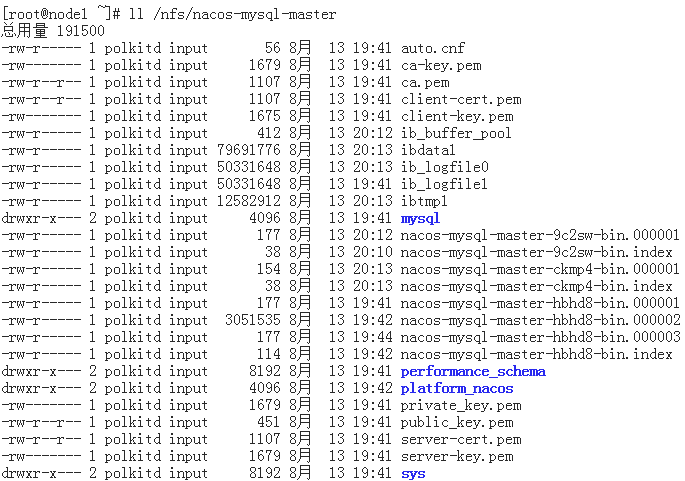 [root@node1 ~]# ll /nfs/nacos-mysql-master
总用量 191500
-rw-r----- 1 polkitd input       56 8月  13 19:41 auto.cnf
-rw------- 1 polkitd input     1679 8月  13 19:41 ca-key.pem
-rw-r--r-- 1 polkitd input     1107 8月  13 19:41 ca.pem
-rw-r--r-- 1 polkitd input     1107 8月  13 19:41 client-cert.pem
-rw------- 1 polkitd input     1675 8月  13 19:41 client-key.pem
-rw-r----- 1 polkitd input      412 8月  13 20:12 ib_buffer_pool
-rw-r----- 1 polkitd input 79691776 8月  13 20:13 ibdata1
-rw-r----- 1 polkitd input 50331648 8月  13 20:13 ib_logfile0
-rw-r----- 1 polkitd input 50331648 8月  13 19:41 ib_logfile1
-rw-r----- 1 polkitd input 12582912 8月  13 20:13 ibtmp1
drwxr-x--- 2 polkitd input     4096 8月  13 19:41 mysql
-rw-r----- 1 polkitd input      177 8月  13 20:12 nacos-mysql-master-9c2sw-bin.000001
-rw-r----- 1 polkitd input       38 8月  13 20:10 nacos-mysql-master-9c2sw-bin.index
-rw-r----- 1 polkitd input      154 8月  13 20:13 nacos-mysql-master-ckmp4-bin.000001
-rw-r----- 1 polkitd input       38 8月  13 20:13 nacos-mysql-master-ckmp4-bin.index
-rw-r----- 1 polkitd input      177 8月  13 19:41 nacos-mysql-master-hbhd8-bin.000001
-rw-r----- 1 polkitd input  3051535 8月  13 19:42 nacos-mysql-master-hbhd8-bin.000002
-rw-r----- 1 polkitd input      177 8月  13 19:44 nacos-mysql-master-hbhd8-bin.000003
-rw-r----- 1 polkitd input      114 8月  13 19:42 nacos-mysql-master-hbhd8-bin.index
drwxr-x--- 2 polkitd input     8192 8月  13 19:41 performance_schema
drwxr-x--- 2 polkitd input     4096 8月  13 19:42 platform_nacos
-rw------- 1 polkitd input     1679 8月  13 19:41 private_key.pem
-rw-r--r-- 1 polkitd input      451 8月  13 19:41 public_key.pem
-rw-r--r-- 1 polkitd input     1107 8月  13 19:41 server-cert.pem
-rw------- 1 polkitd input     1679 8月  13 19:41 server-key.pem
drwxr-x--- 2 polkitd input     8192 8月  13 19:41 sys